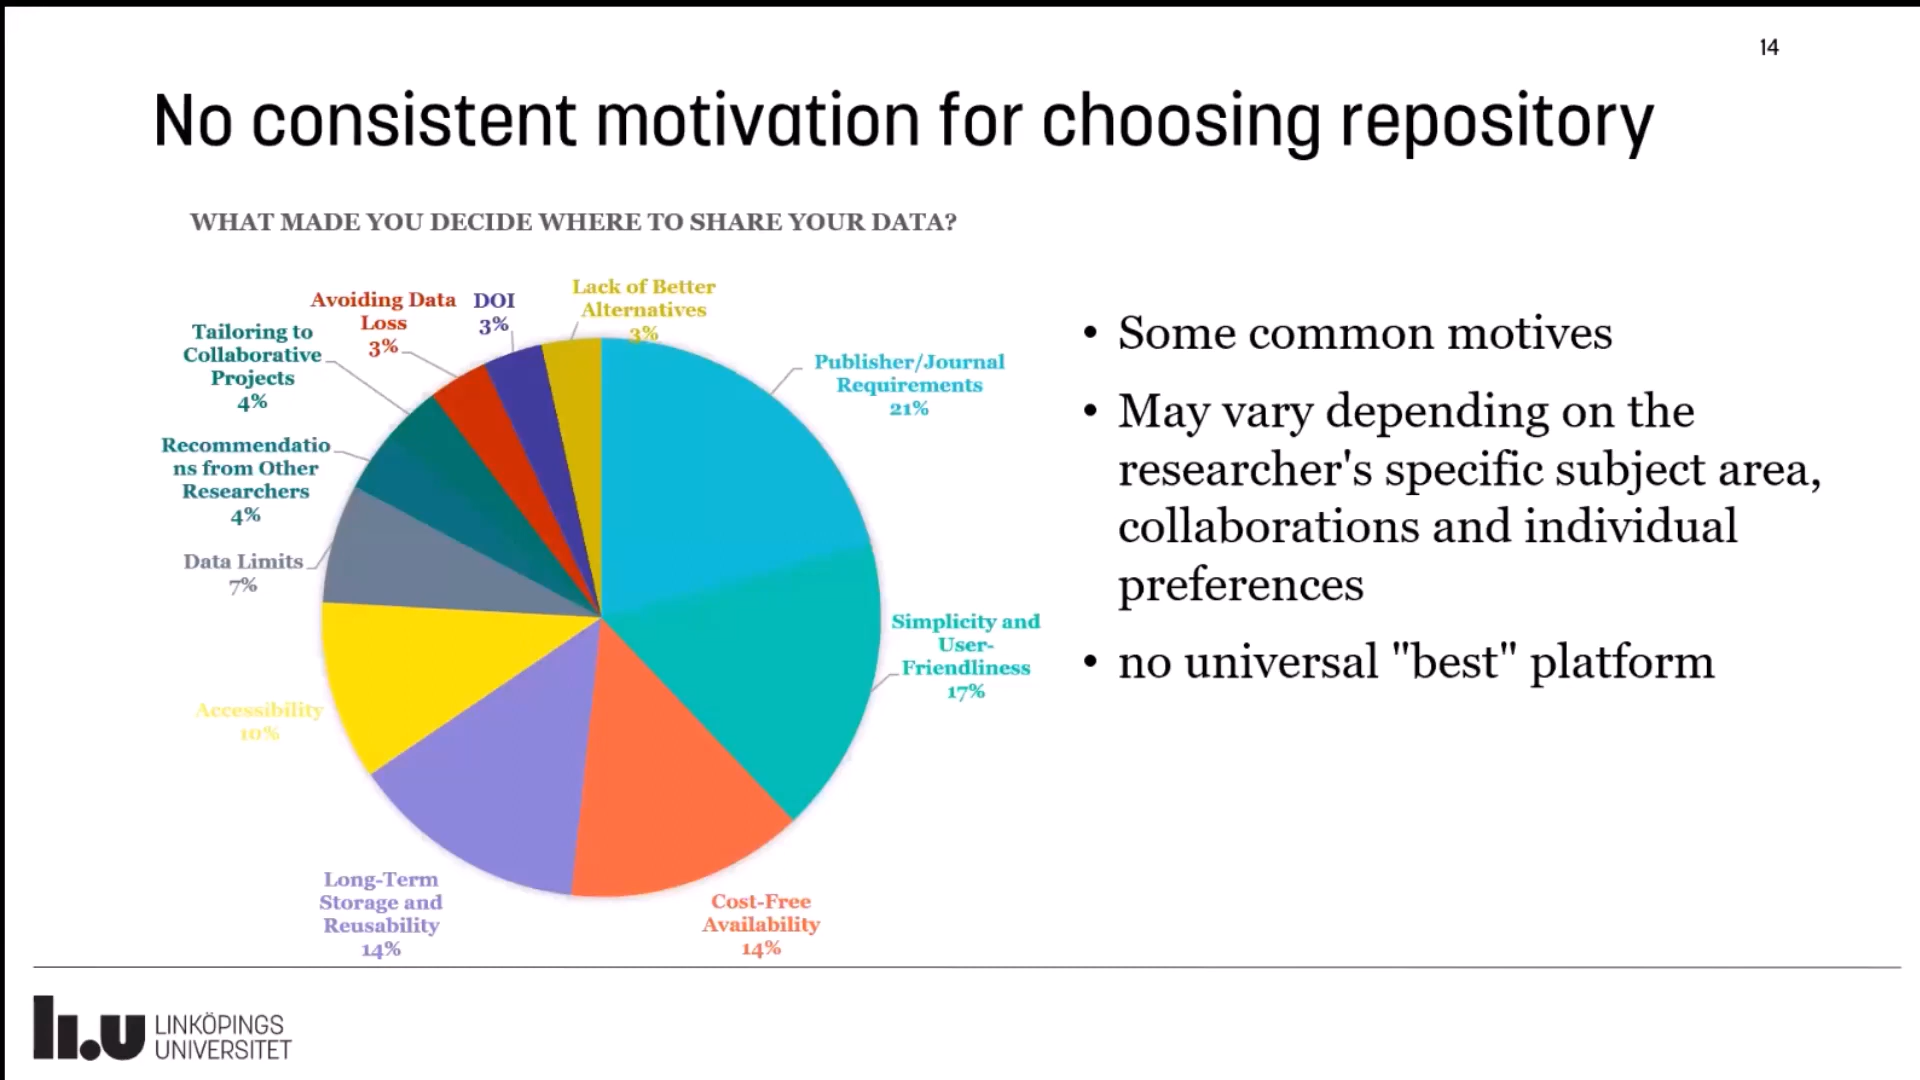 14
No consistent motivation for choosing repository
WHAT MADE YOU DECIDE WHERE TO SHARE YOUR DATA?
Lack of Better
Alternatives
3%
DOI
3%
Avoiding Data
Loss
3%
Tailoring to
Collaborative
Projects
4%
Recommendatio
ns from Other
Researchers
4%
Data Limits
7%
Accessibility
10%
Long-Term
Storage and
Reusability
14%
Cost-Free
Availability
14%
Simplicity and
User-
Friendliness
17%
Publisher/Journal
Requirements
21%
• Some common motives
• May vary depending on the
researcher's specific subject area,
collaborations and individual
preferences
• no universal "best" platform
li.u LINKÖPINGS
UNIVERSITET